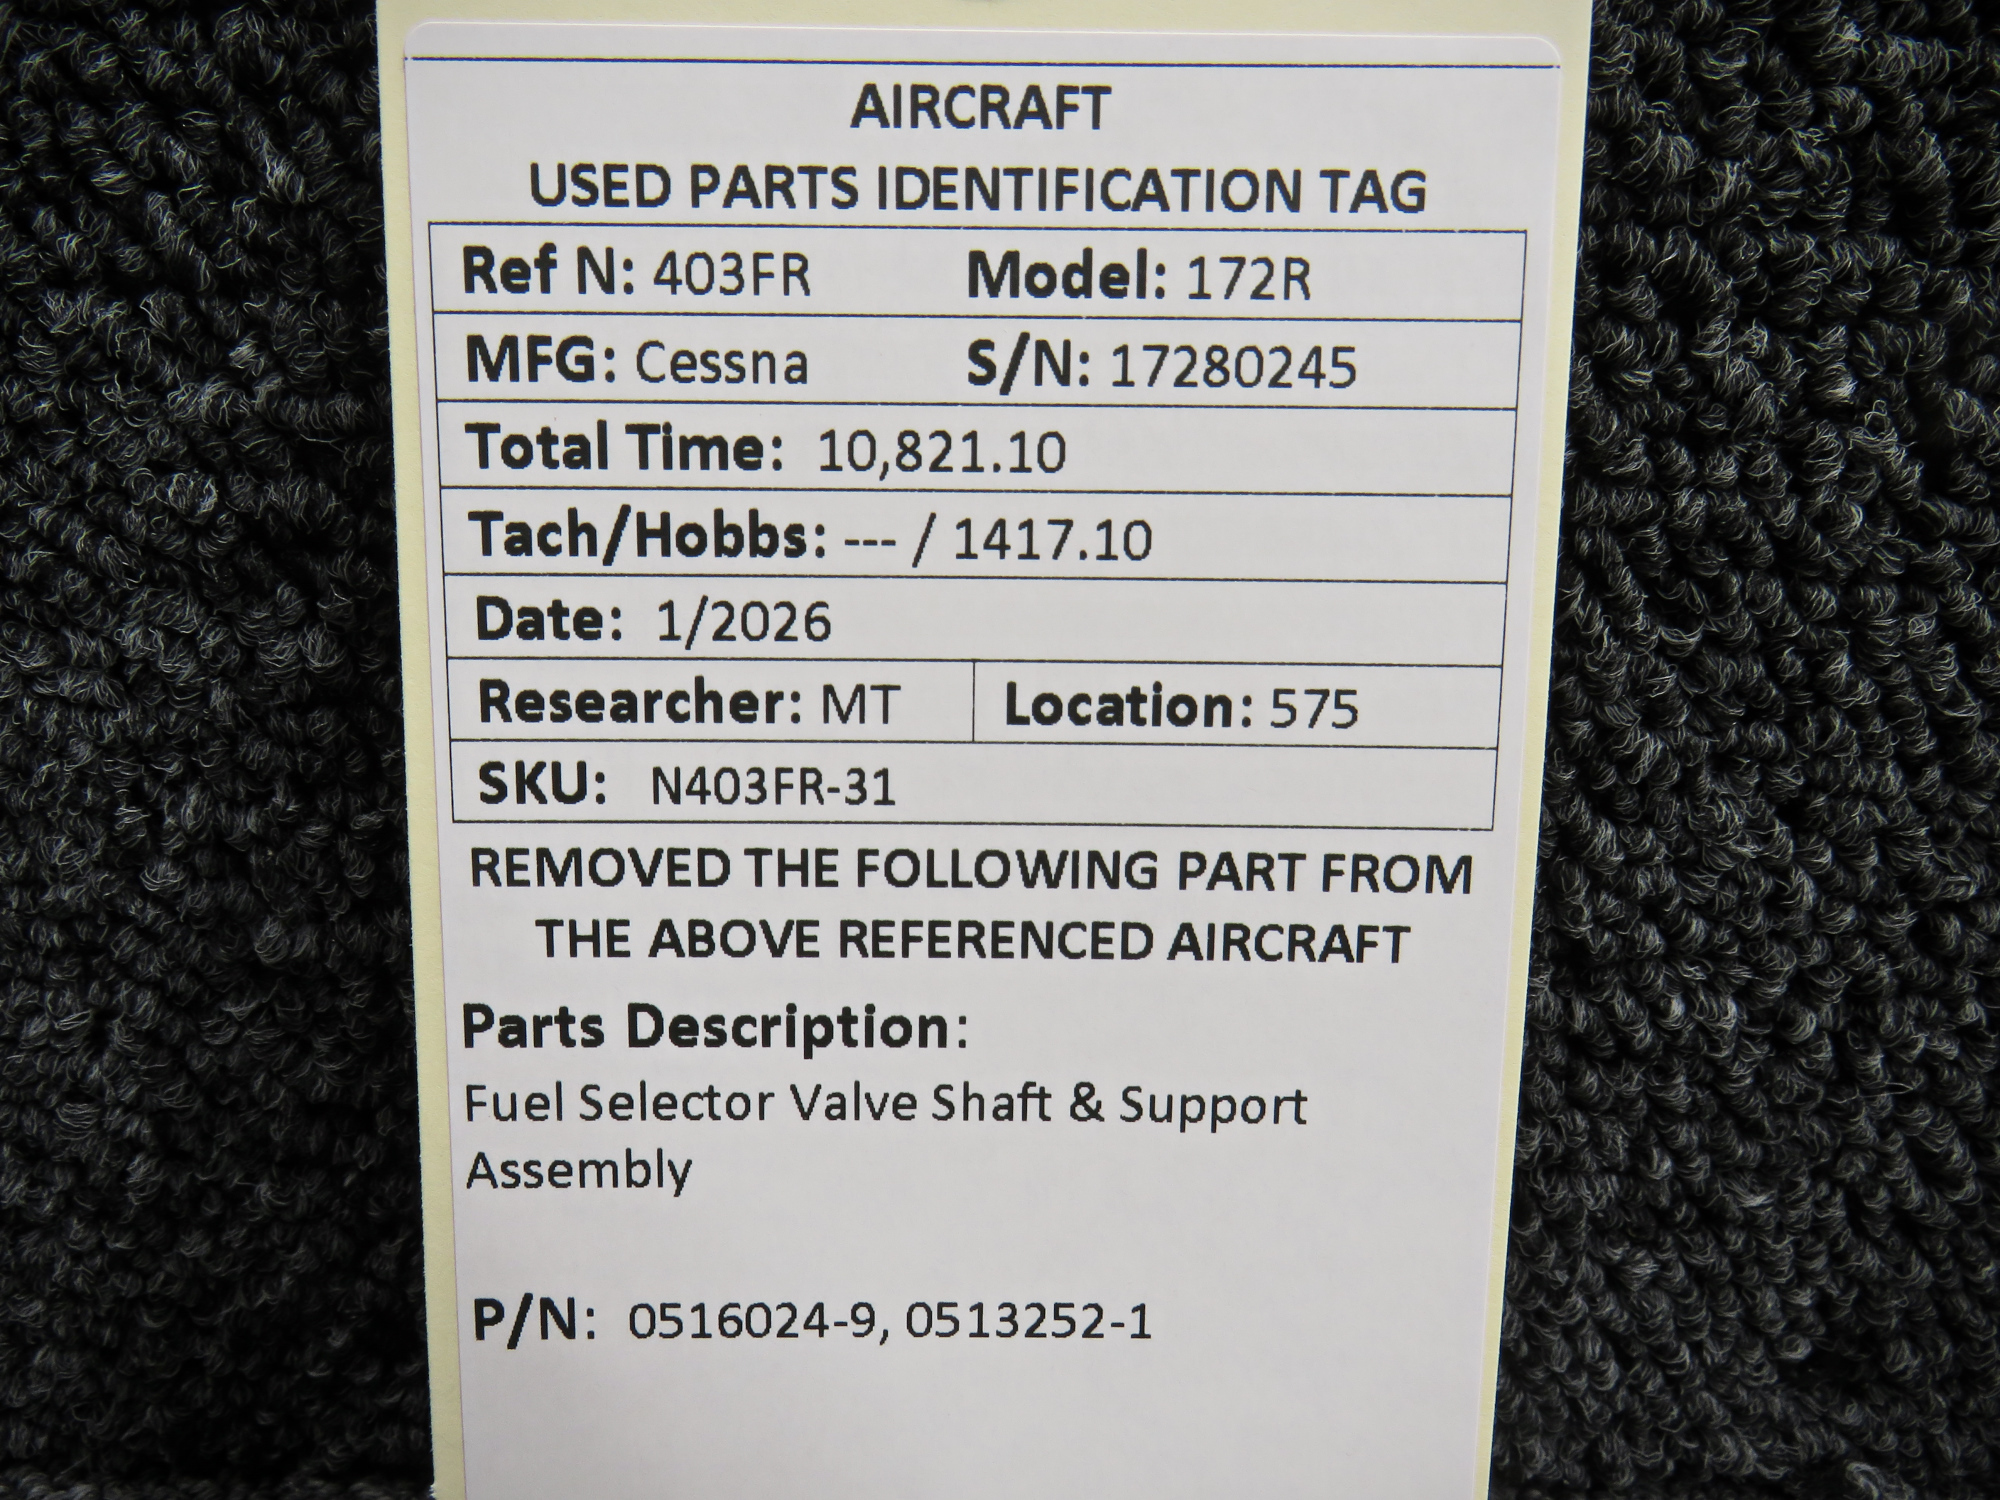 AIRCRAFT
USED PARTS IDENTIFICATION TAG
Ref N: 403FR Model: 172R
MFG: Cessna S/N: 17280245
Total Time: 10,821.10
Tach/Hobbs: --- / 1417.10
Date: 1/2026
Researcher: MT Location: 575
SKU: N403FR-31
REMOVED THE FOLLOWING PART FROM
THE ABOVE REFERENCED AIRCRAFT
Parts Description:
Fuel Selector Valve Shaft & Support
Assembly
P/N: 0516024-9, 0513252-1